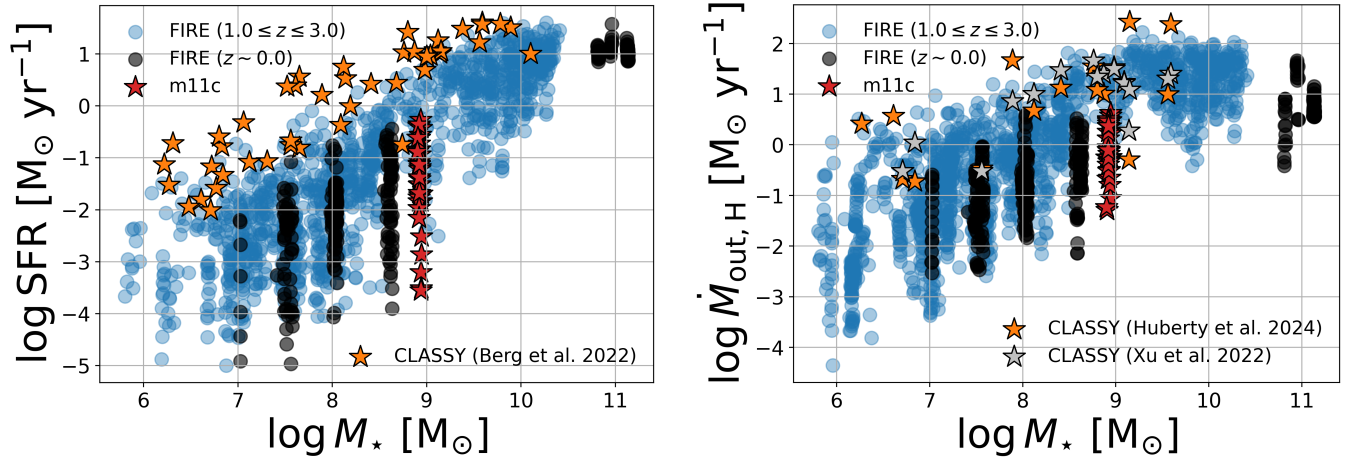 FIRE (1.0 ≤ z ≤ 3.0)
FIRE (z ~ 0.0)
m11c
CLASSY (Berg et al. 2022)
log SFR [M⊙ yr⁻¹]
1
0
−1
−2
−3
−4
−5
6 7 8 9 10 11
log M⋆ [M⊙]
FIRE (1.0 ≤ z ≤ 3.0)
FIRE (z ~ 0.0)
m11c
CLASSY (Huberty et al. 2024)
CLASSY (Xu et al. 2022)
log Ṁout, H [M⊙ yr⁻¹]
2
1
0
−1
−2
−3
−4
6 7 8 9 10 11
log M⋆ [M⊙]